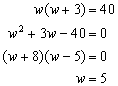 w(w + 3) = 40
w² + 3w − 40 = 0
(w + 8)(w − 5) = 0
w = 5